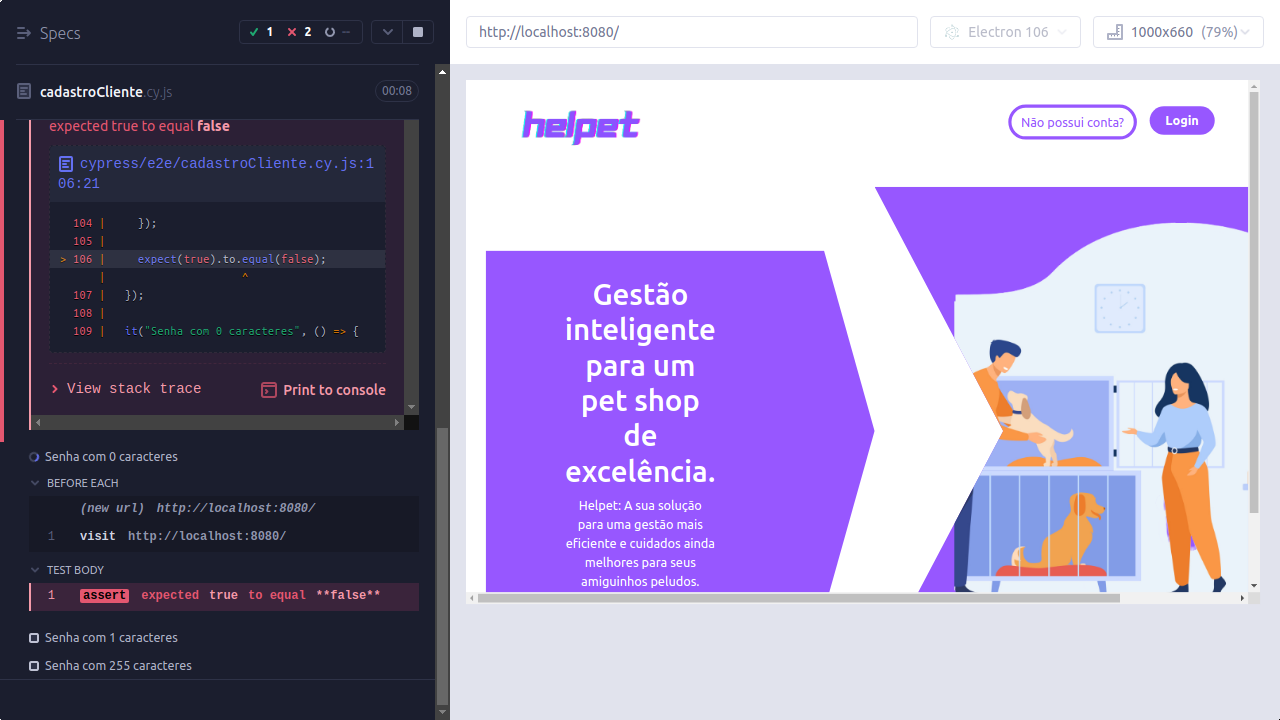 Specs
1 2 --
cadastroCliente.cy.js 00:08
expected true to equal false
cypress/e2e/cadastroCliente.cy.js:1
06:21
104 | });
105 |
> 106 | expect(true).to.equal(false);
| ^
107 | });
108 |
109 | it("Senha com 0 caracteres", () => {
View stack trace
Print to console
Senha com 0 caracteres
BEFORE EACH
(new url) http://localhost:8080/
1 visit http://localhost:8080/
TEST BODY
1 assert expected true to equal **false**
Senha com 1 caracteres
Senha com 255 caracteres
http://localhost:8080/
Electron 106
1000x660 (79%)
helpet
Não possui conta?
Login
Gestão
inteligente
para um
pet shop
de
excelência.
Helpet: A sua solução
para uma gestão mais
eficiente e cuidados ainda
melhores para seus
amiguinhos peludos.